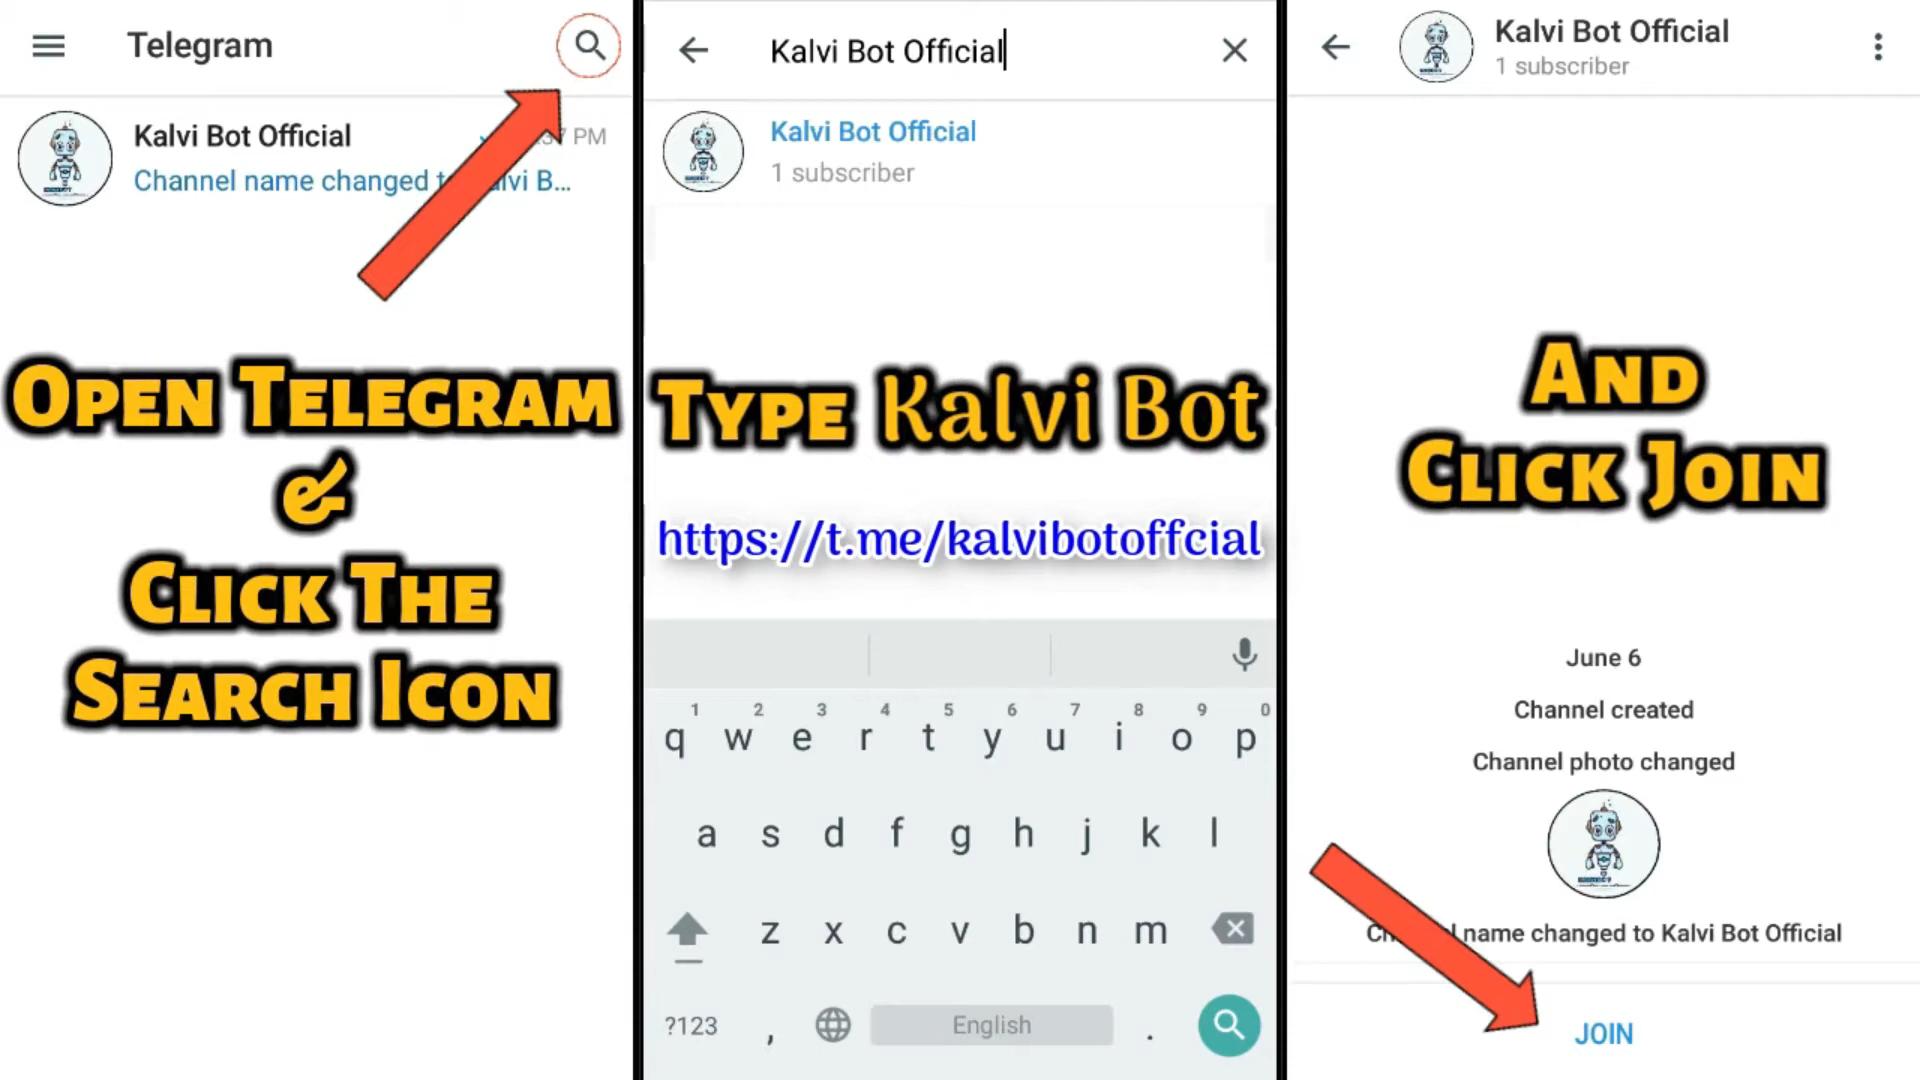 Telegram
Kalvi Bot Official
PM
Channel name changed
Kalvi B...
OPEN TELEGRAM
&
CLICK THE
SEARCH ICON
Kalvi Bot Official
Kalvi Bot Official
1 subscriber
TYPE Kalvi Bot
https://t.me/kalvibotoffcial
1 2 3 4 5 6 7 8 9 0
q w e r t y u i o p
a s d f g h j k l
z x c v b n m
?123 , English .
Kalvi Bot Official
1 subscriber
AND
CLICK JOIN
June 6
Channel created
Channel photo changed
name changed to Kalvi Bot Official
JOIN